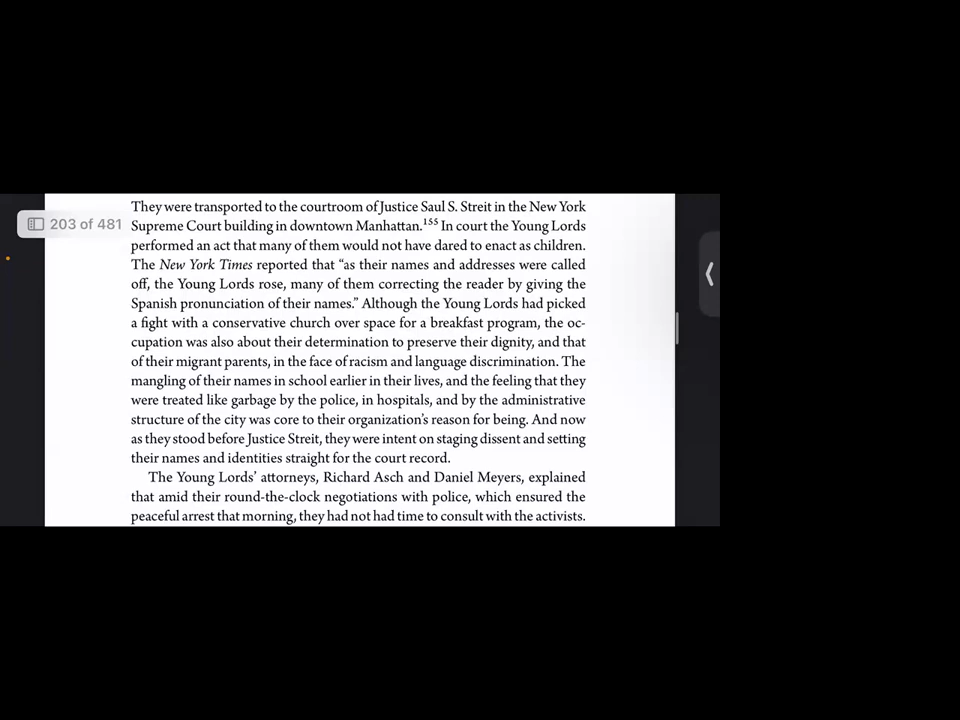 They were transported to the courtroom of Justice Saul S. Streit in the New York
203 of 481
Supreme Court building in downtown Manhattan.¹⁵⁵ In court the Young Lords
performed an act that many of them would not have dared to enact as children.
The New York Times reported that “as their names and addresses were called
off, the Young Lords rose, many of them correcting the reader by giving the
Spanish pronunciation of their names.” Although the Young Lords had picked
a fight with a conservative church over space for a breakfast program, the oc-
cupation was also about their determination to preserve their dignity, and that
of their migrant parents, in the face of racism and language discrimination. The
mangling of their names in school earlier in their lives, and the feeling that they
were treated like garbage by the police, in hospitals, and by the administrative
structure of the city was core to their organization’s reason for being. And now
as they stood before Justice Streit, they were intent on staging dissent and setting
their names and identities straight for the court record.
The Young Lords’ attorneys, Richard Asch and Daniel Meyers, explained
that amid their round-the-clock negotiations with police, which ensured the
peaceful arrest that morning, they had not had time to consult with the activists.